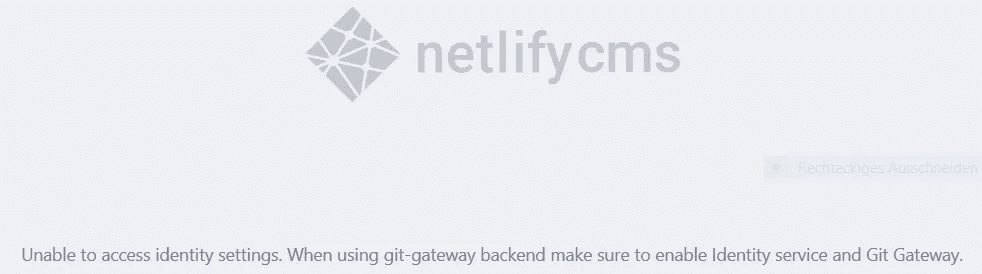 netlifycms
Rechteckiges Ausschneiden
Unable to access identity settings. When using git-gateway backend make sure to enable Identity service and Git Gateway.